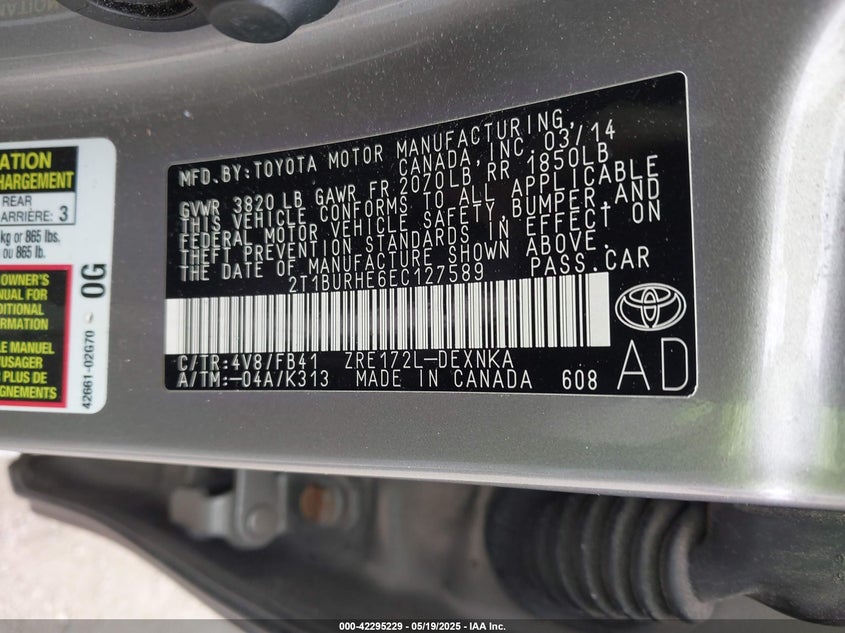 ATION
HARGEMENT
REAR
ARRIÈRE: 3
kg or 865 lbs.
ou 865 lb.
OWNER'S
ANUAL FOR
DITIONAL
FORMATION
LE MANUEL
'USAGER
DE
IGNEMENTS
42661-02G70
0G
MFD.BY:TOYOTA MOTOR MANUFACTURING,
CANADA,INC. 03/14
GVWR 3820 LB GAWR FR 2070LB, RR 1850LB
THIS VEHICLE CONFORMS TO ALL APPLICABLE
FEDERAL MOTOR VEHICLE SAFETY, BUMPER,AND
THEFT PREVENTION STANDARDS IN EFFECT ON
THE DATE OF MANUFACTURE SHOWN ABOVE.
2T1BURHE6EC127589 PASS.CAR
C/TR:4V8/FB41 ZRE172L-DEXNKA
A/TM:-04A/K313 MADE IN CANADA 608
AD
000-42295229 - 05/19/2025 - IAA Inc.